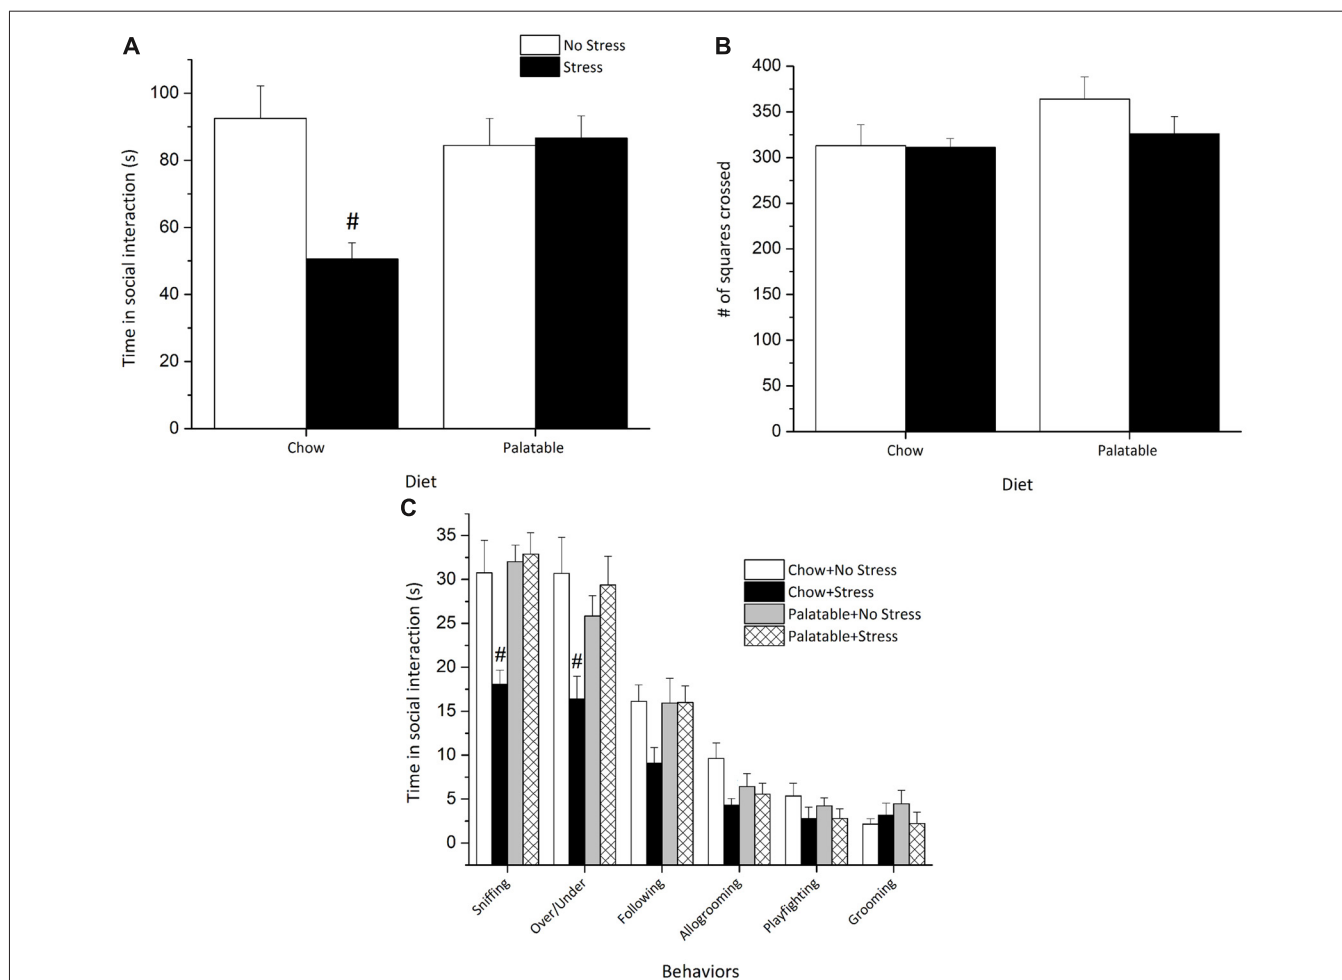 A
No Stress
Stress
Time in social interaction (s)
100
80
60
40
20
0
#
Chow
Palatable
Diet
B
# of squares crossed
400
350
300
250
200
150
100
50
0
Chow
Palatable
Diet
C
Time in social interaction (s)
35
30
25
20
15
10
5
0
#
#
Chow+No Stress
Chow+Stress
Palatable+No Stress
Palatable+Stress
Sniffing
Over/Under
Following
Allogrooming
Playfighting
Grooming
Behaviors